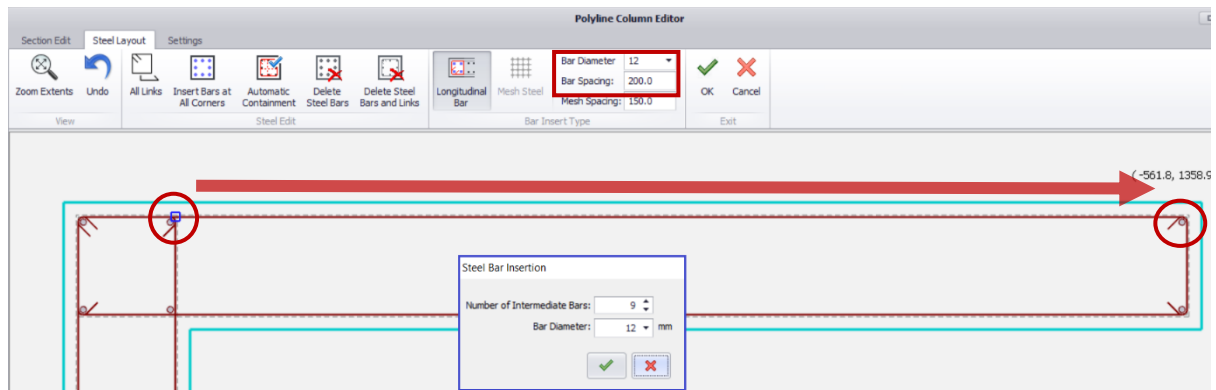 Polyline Column Editor
Section Edit Steel Layout Settings
Zoom Extents Undo All Links Insert Bars at All Corners Automatic Containment Delete Steel Bars Delete Steel Bars and Links Longitudinal Bar Mesh Steel
Bar Diameter 12
Bar Spacing: 200.0
Mesh Spacing: 150.0
OK Cancel
View Steel Edit Bar Insert Type Exit
( -561.8, 1358.9
Steel Bar Insertion
Number of Intermediate Bars: 9
Bar Diameter: 12 mm